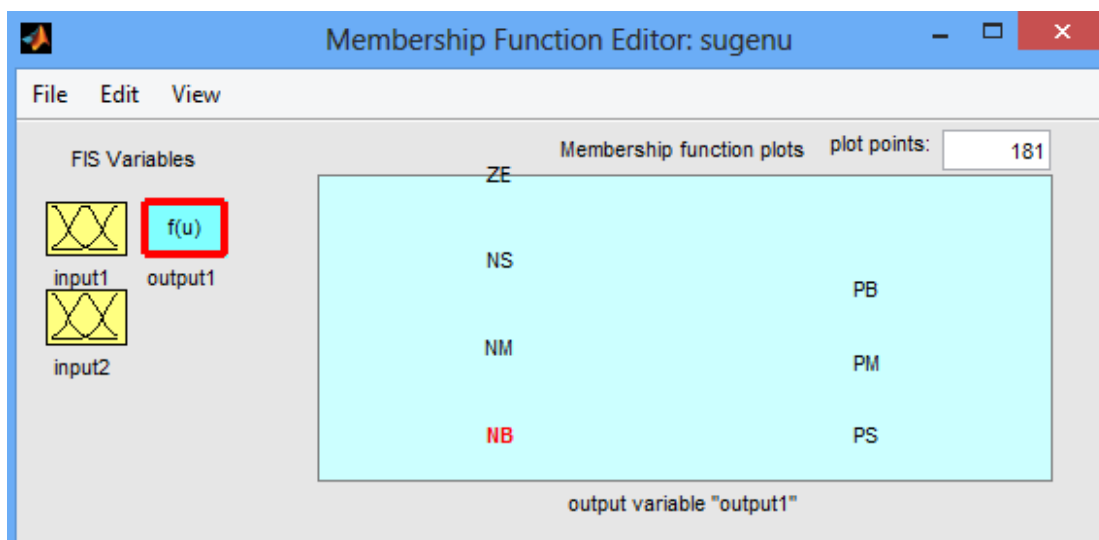 Membership Function Editor: sugenu
File Edit View
FIS Variables
Membership function plots
plot points:
181
f(u)
input1
output1
input2
ZE
NS
NM
NB
PB
PM
PS
output variable "output1"